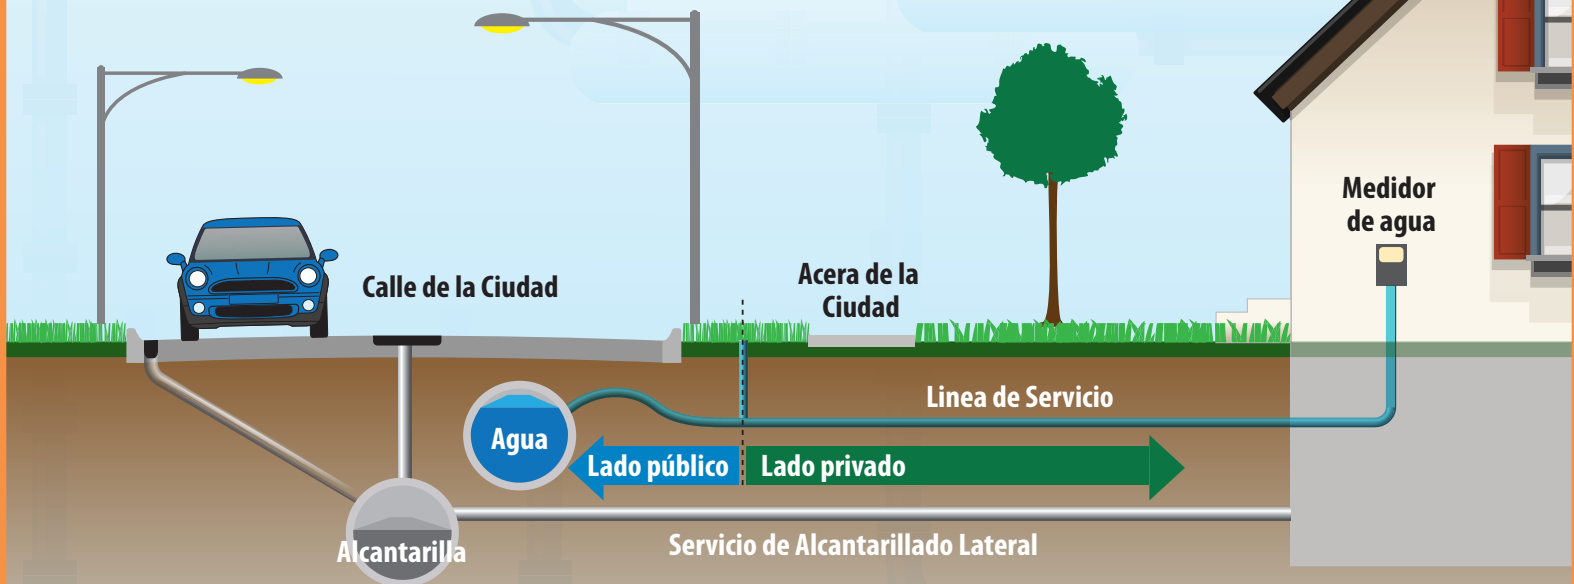 Medidor
de agua
Calle de la Ciudad
Acera de la
Ciudad
Linea de Servicio
Agua
Lado público
Lado privado
Alcantarilla
Servicio de Alcantarillado Lateral